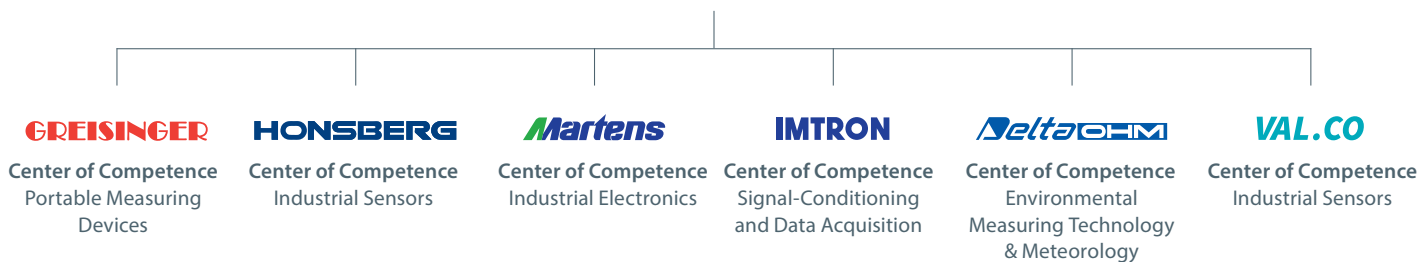 GREISINGER
Center of Competence
Portable Measuring
Devices
HONSBERG
Center of Competence
Industrial Sensors
Martens
Center of Competence
Industrial Electronics
IMTRON
Center of Competence
Signal-Conditioning
and Data Acquisition
DeltaOHM
Center of Competence
Environmental
Measuring Technology
& Meteorology
VAL.CO
Center of Competence
Industrial Sensors